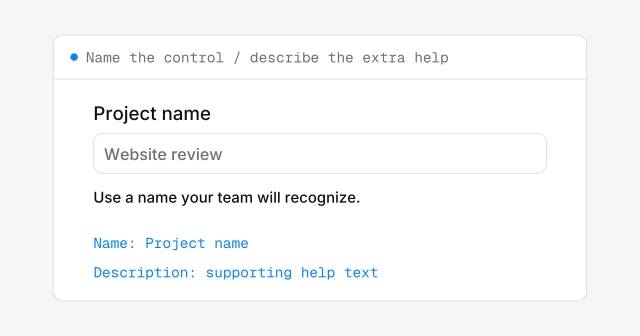 Name the control / describe the extra help
Project name
Website review
Use a name your team will recognize.
Name: Project name
Description: supporting help text